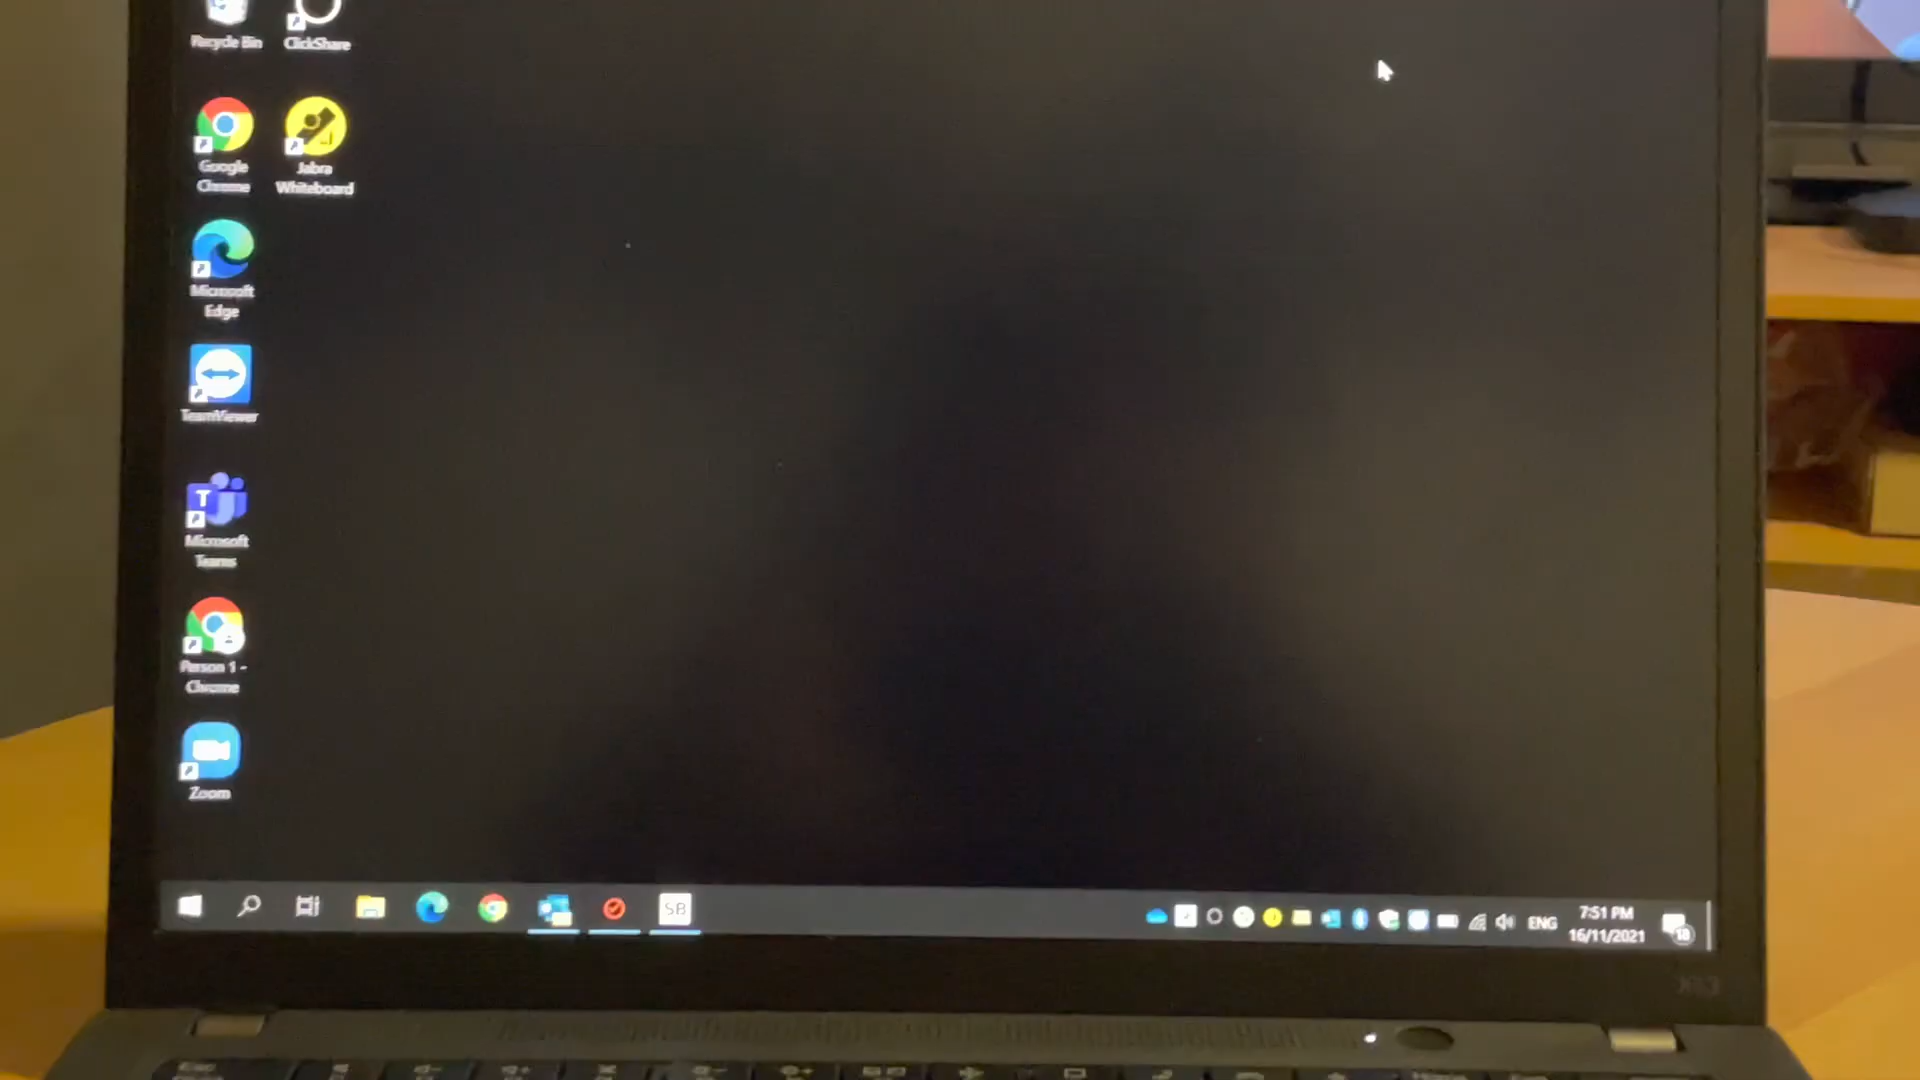 Recycle Bin
ClickShare
Google
Chrome
Jabra
Whiteboard
Microsoft
Edge
TeamViewer
T
Microsoft
Teams
Person 1 -
Chrome
Zoom
SB
ENG
7:51 PM
16/11/2021
18